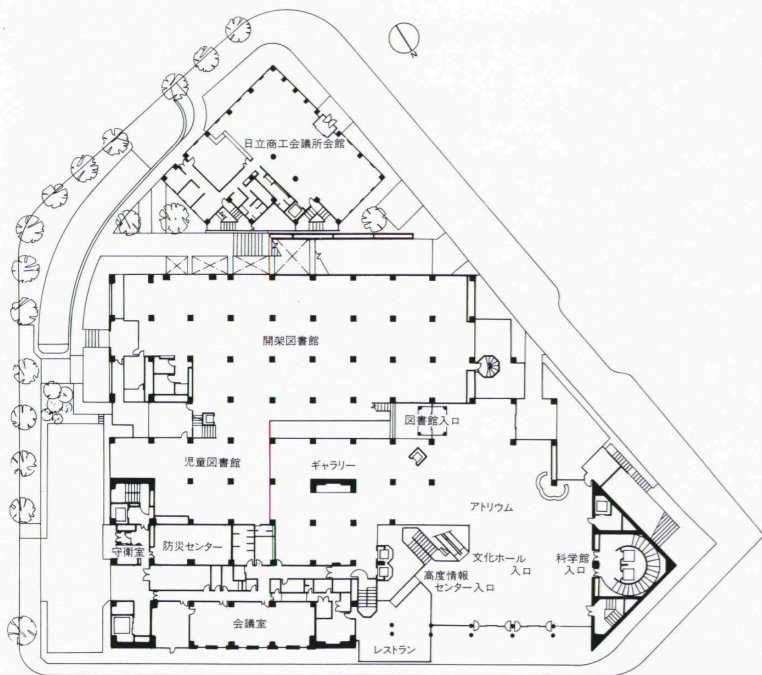 N
日立商工会議所会館
開架図書館
図書館入口
児童図書館
ギャラリー
アトリウム
守衛室
防災センター
文化ホール
入口
科学館
入口
高度情報
センター入口
会議室
レストラン